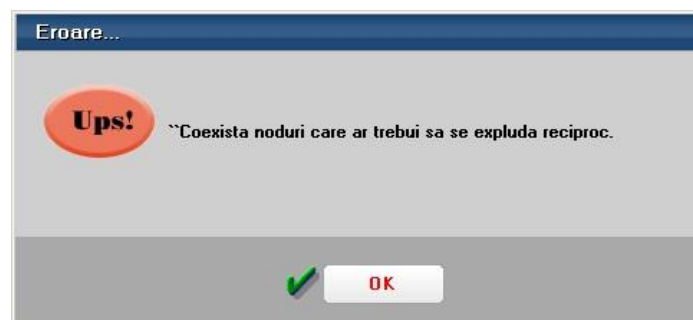 Eroare...
Ups!
``Coexista noduri care ar trebui sa se expluda reciproc.
OK